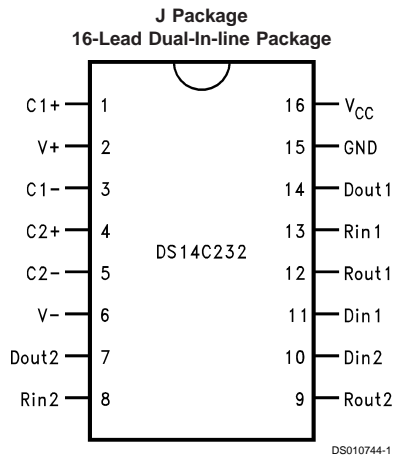 J Package
16-Lead Dual-In-line Package
C1+ 1 16 VCC
V+ 2 15 GND
C1- 3 14 Dout1
C2+ 4 13 Rin1
DS14C232
C2- 5 12 Rout1
V- 6 11 Din1
Dout2 7 10 Din2
Rin2 8 9 Rout2
DS010744-1